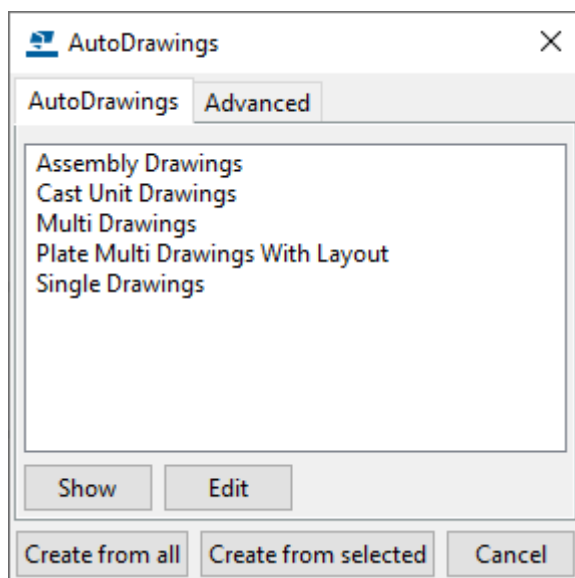 AutoDrawings
AutoDrawings Advanced
Assembly Drawings
Cast Unit Drawings
Multi Drawings
Plate Multi Drawings With Layout
Single Drawings
Show Edit
Create from all Create from selected Cancel